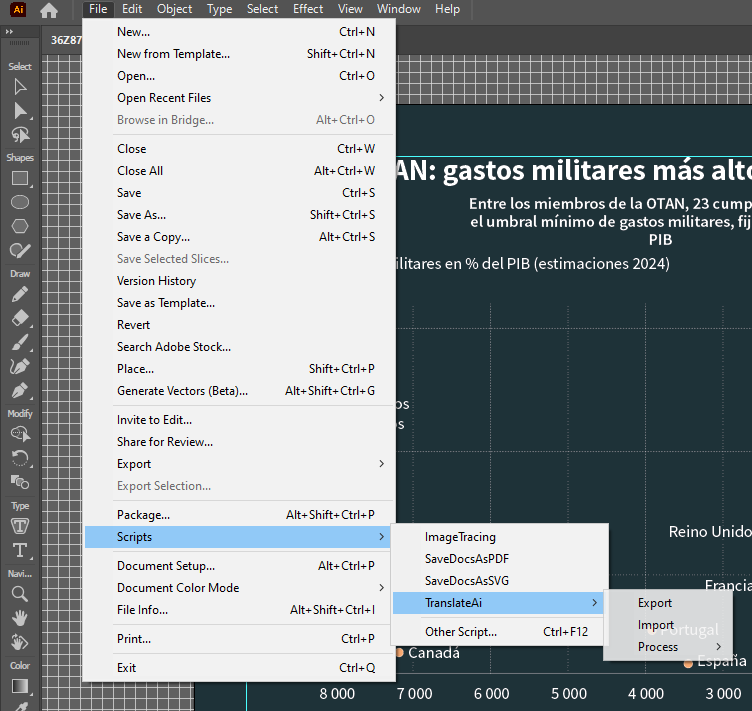 Ai
File Edit Object Type Select Effect View Window Help
36Z87
Select
Shapes
Draw
Modify
Type
Navi...
Color
New... Ctrl+N
New from Template... Shift+Ctrl+N
Open... Ctrl+O
Open Recent Files
Browse in Bridge... Alt+Ctrl+O
Close Ctrl+W
Close All Alt+Ctrl+W
Save Ctrl+S
Save As... Shift+Ctrl+S
Save a Copy... Alt+Ctrl+S
Save Selected Slices...
Version History
Save as Template...
Revert
Search Adobe Stock...
Place... Shift+Ctrl+P
Generate Vectors (Beta)... Alt+Shift+Ctrl+G
Invite to Edit...
Share for Review...
Export
Export Selection...
Package... Alt+Shift+Ctrl+P
Scripts
Document Setup... Alt+Ctrl+P
Document Color Mode
File Info... Alt+Shift+Ctrl+I
Print... Ctrl+P
Exit Ctrl+Q
ImageTracing
SaveDocsAsPDF
SaveDocsAsSVG
TranslateAi
Other Script... Ctrl+F12
Export
Import
Process
AN: gastos militares más alto
Entre los miembros de la OTAN, 23 cump
el umbral mínimo de gastos militares, fij
PIB
ilitares en % del PIB (estimaciones 2024)
os
os
Reino Unido
Francia
Portugal
España
Canadá
8 000 7 000 6 000 5 000 4 000 3 000